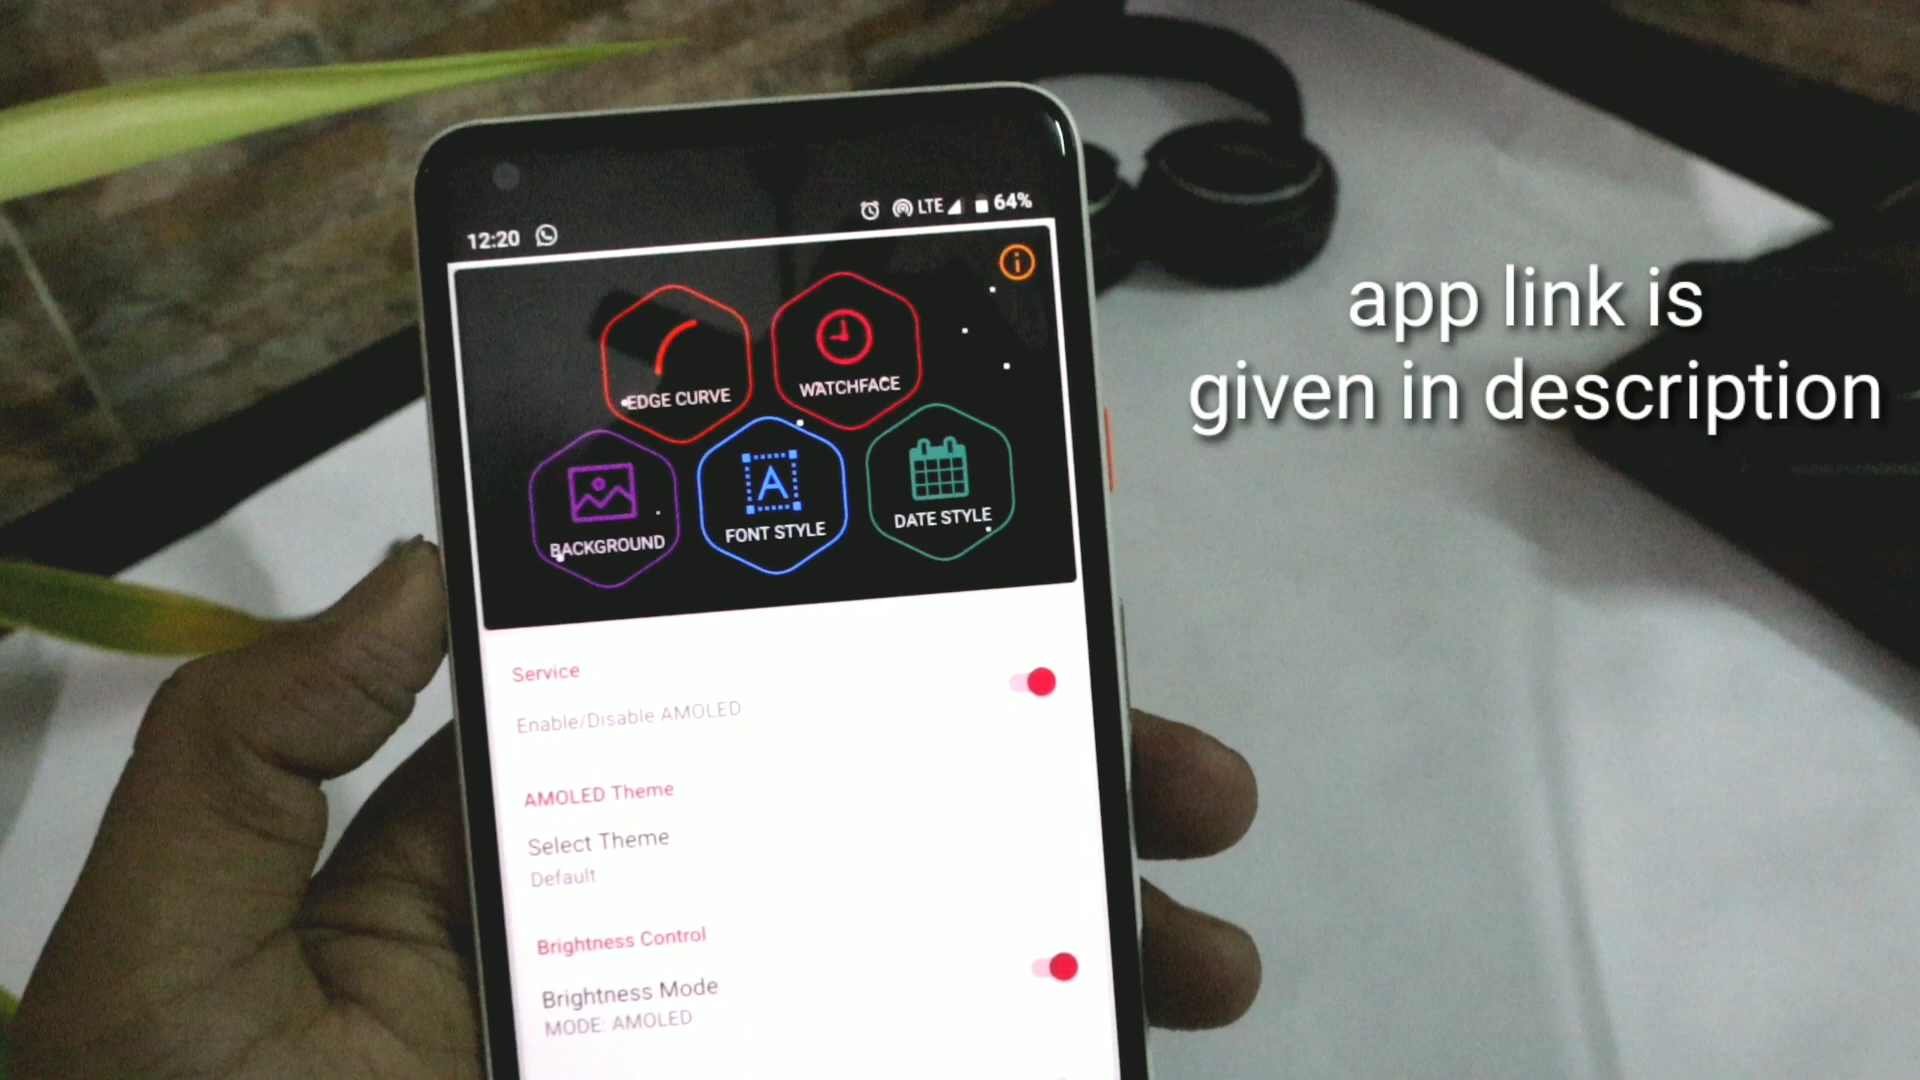 12:20 LTE 64%
EDGE CURVE
WATCHFACE
BACKGROUND
FONT STYLE
DATE STYLE
Service
Enable/Disable AMOLED
AMOLED Theme
Select Theme
Default
Brightness Control
Brightness Mode
MODE: AMOLED
app link is
given in description